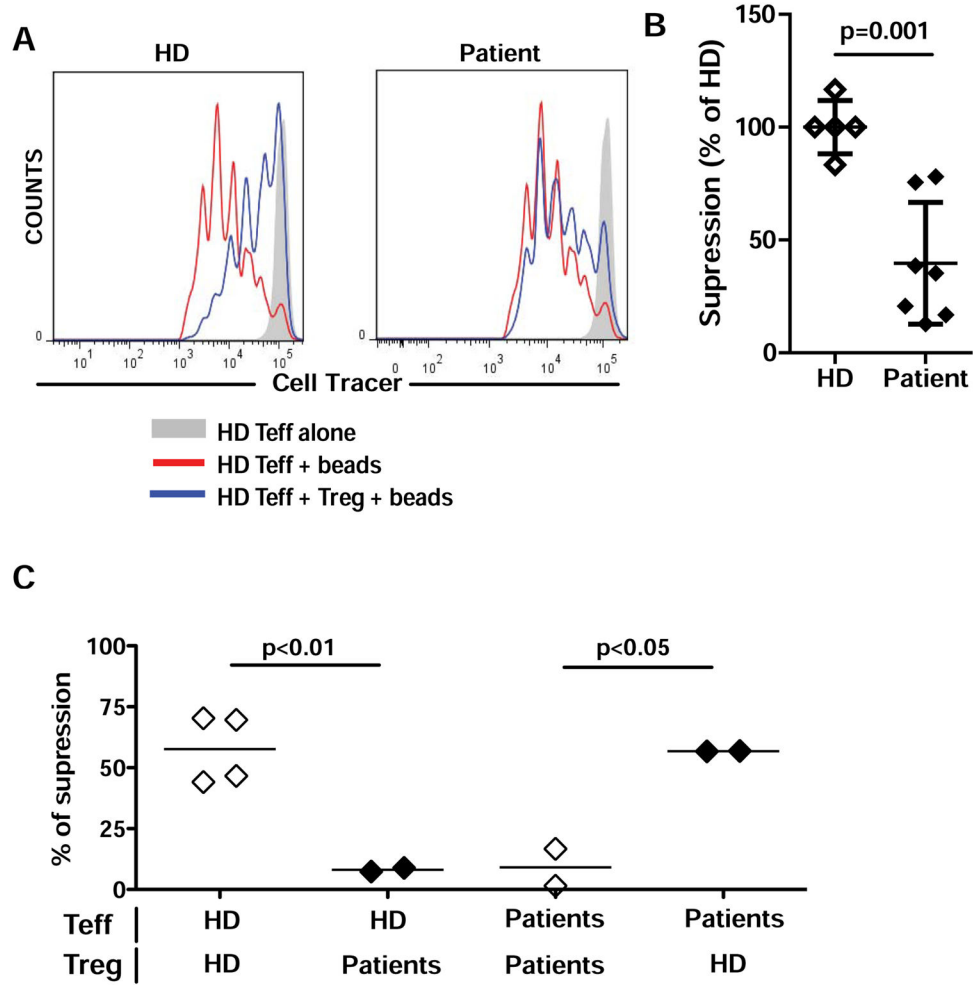 A
HD
Patient
COUNTS
0
10^1 10^2 10^3 10^4 10^5
0
0 10^2 10^3 10^4 10^5
Cell Tracer
HD Teff alone
HD Teff + beads
HD Teff + Treg + beads
B
Supression (% of HD)
150
100
50
0
p=0.001
HD Patient
C
% of supression
100
75
50
25
0
p<0.01
p<0.05
Teff HD HD Patients Patients
Treg HD Patients Patients HD